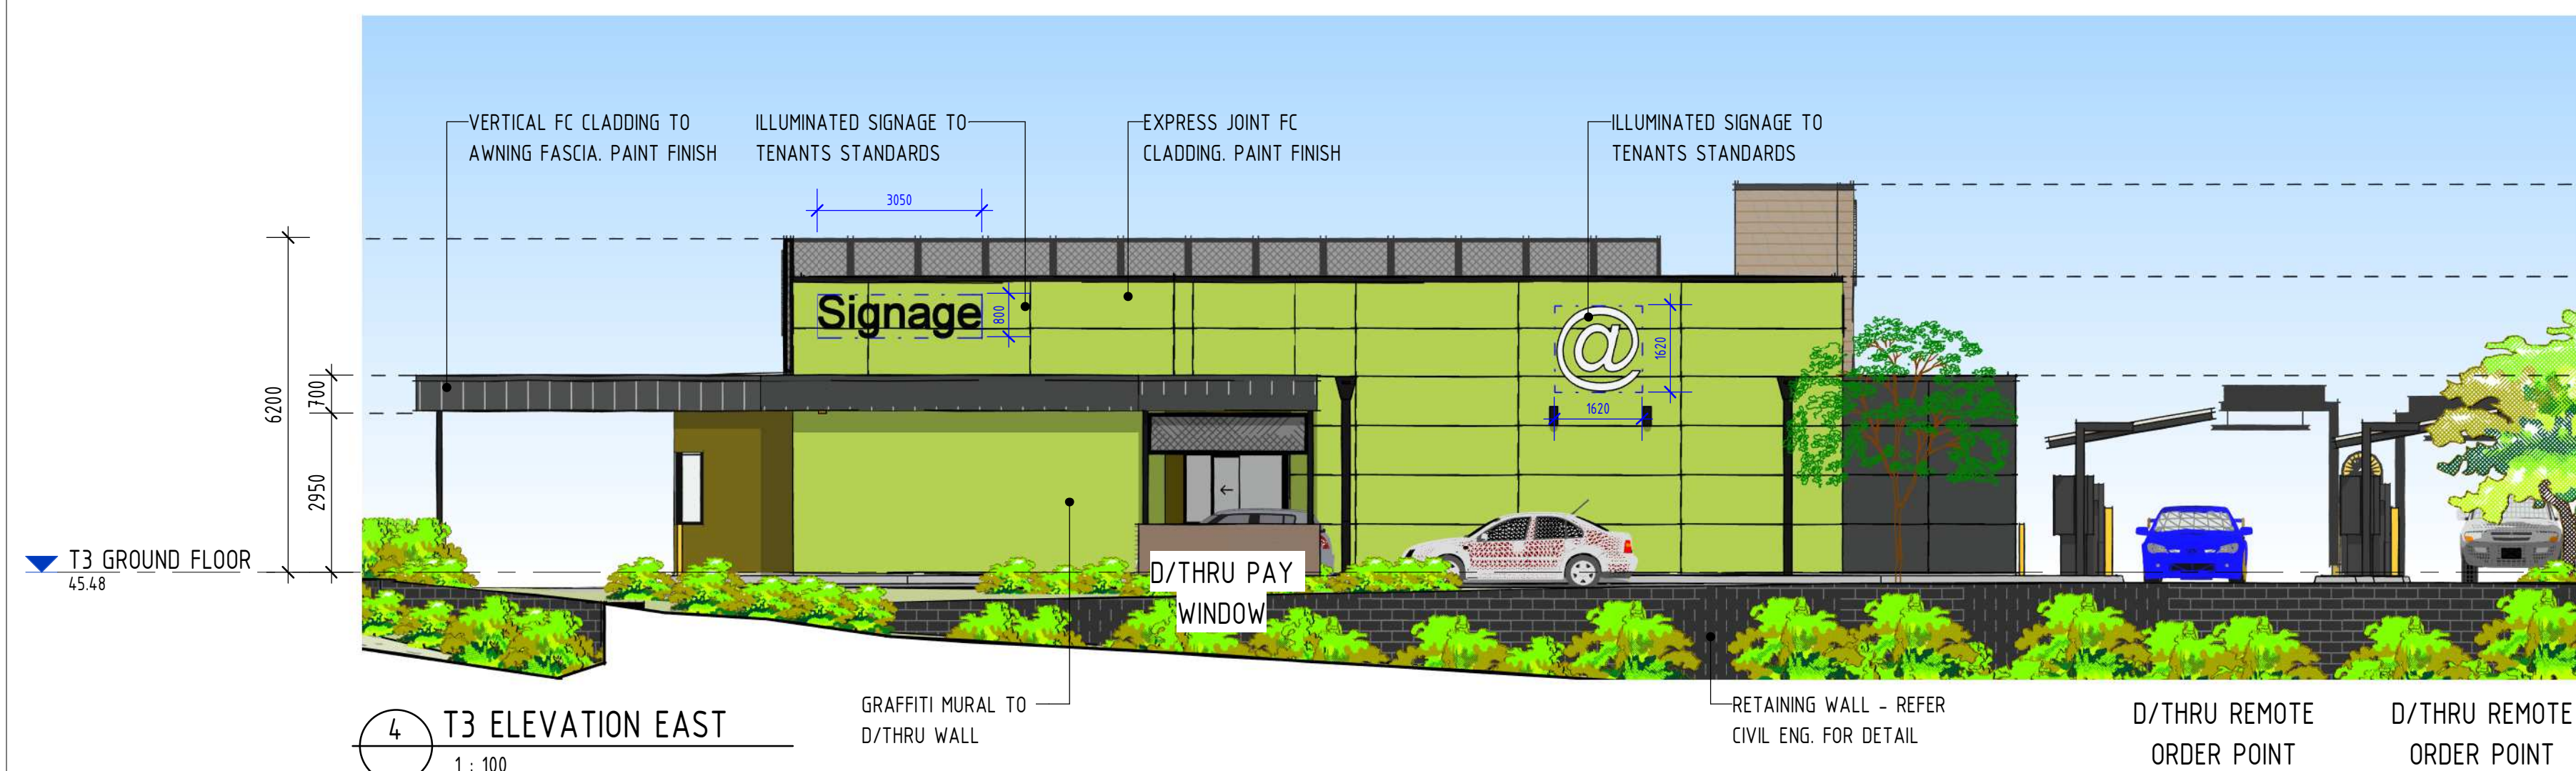 VERTICAL FC CLADDING TO
AWNING FASCIA. PAINT FINISH
ILLUMINATED SIGNAGE TO
TENANTS STANDARDS
EXPRESS JOINT FC
CLADDING. PAINT FINISH
ILLUMINATED SIGNAGE TO
TENANTS STANDARDS
3050
Signage
800
@
1620
1620
6200
700
2950
T3 GROUND FLOOR
45.48
D/THRU PAY
WINDOW
GRAFFITI MURAL TO
D/THRU WALL
RETAINING WALL - REFER
CIVIL ENG. FOR DETAIL
D/THRU REMOTE
ORDER POINT
D/THRU REMOTE
ORDER POINT
4
T3 ELEVATION EAST
1 : 100